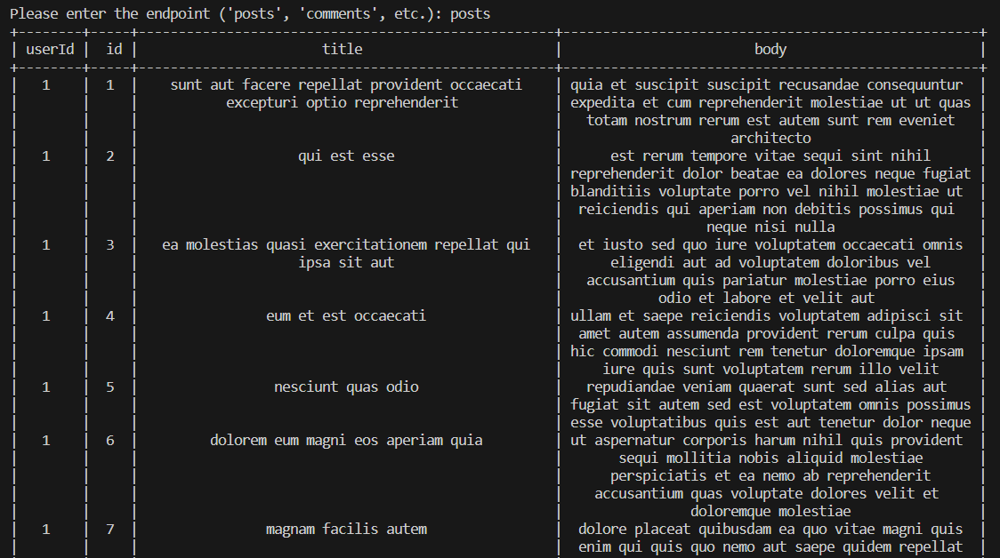 Please enter the endpoint ('posts', 'comments', etc.): posts
+--------+-----+----------------------------------------------------+----------------------------------------------------+
| userId |  id |                       title                        |                        body                        |
+--------+-----+----------------------------------------------------+----------------------------------------------------+
|   1    |  1  |    sunt aut facere repellat provident occaecati    | quia et suscipit suscipit recusandae consequuntur  |
|        |     |           excepturi optio reprehenderit            | expedita et cum reprehenderit molestiae ut ut quas |
|        |     |                                                    |   totam nostrum rerum est autem sunt rem eveniet   |
|        |     |                                                    |                     architecto                     |
|   1    |  2  |                    qui est esse                    |      est rerum tempore vitae sequi sint nihil      |
|        |     |                                                    | reprehenderit dolor beatae ea dolores neque fugiat |
|        |     |                                                    | blanditiis voluptate porro vel nihil molestiae ut  |
|        |     |                                                    |  reiciendis qui aperiam non debitis possimus qui   |
|        |     |                                                    |                  neque nisi nulla                  |
|   1    |  3  |   ea molestias quasi exercitationem repellat qui   |  et iusto sed quo iure voluptatem occaecati omnis  |
|        |     |                    ipsa sit aut                    |      eligendi aut ad voluptatem doloribus vel      |
|        |     |                                                    |   accusantium quis pariatur molestiae porro eius   |
|        |     |                                                    |            odio et labore et velit aut             |
|   1    |  4  |                eum et est occaecati                | ullam et saepe reiciendis voluptatem adipisci sit  |
|        |     |                                                    |  amet autem assumenda provident rerum culpa quis   |
|        |     |                                                    | hic commodi nesciunt rem tenetur doloremque ipsam  |
|        |     |                                                    |     iure quis sunt voluptatem rerum illo velit     |
|   1    |  5  |                 nesciunt quas odio                 |   repudiandae veniam quaerat sunt sed alias aut    |
|        |     |                                                    | fugiat sit autem sed est voluptatem omnis possimus |
|        |     |                                                    | esse voluptatibus quis est aut tenetur dolor neque |
|   1    |  6  |         dolorem eum magni eos aperiam quia         | ut aspernatur corporis harum nihil quis provident  |
|        |     |                                                    |       sequi mollitia nobis aliquid molestiae       |
|        |     |                                                    |      perspiciatis et ea nemo ab reprehenderit      |
|        |     |                                                    |    accusantium quas voluptate dolores velit et     |
|        |     |                                                    |                doloremque molestiae                |
|   1    |  7  |                magnam facilis autem                |  dolore placeat quibusdam ea quo vitae magni quis  |
|        |     |                                                    |  enim qui quis quo nemo aut saepe quidem repellat  |